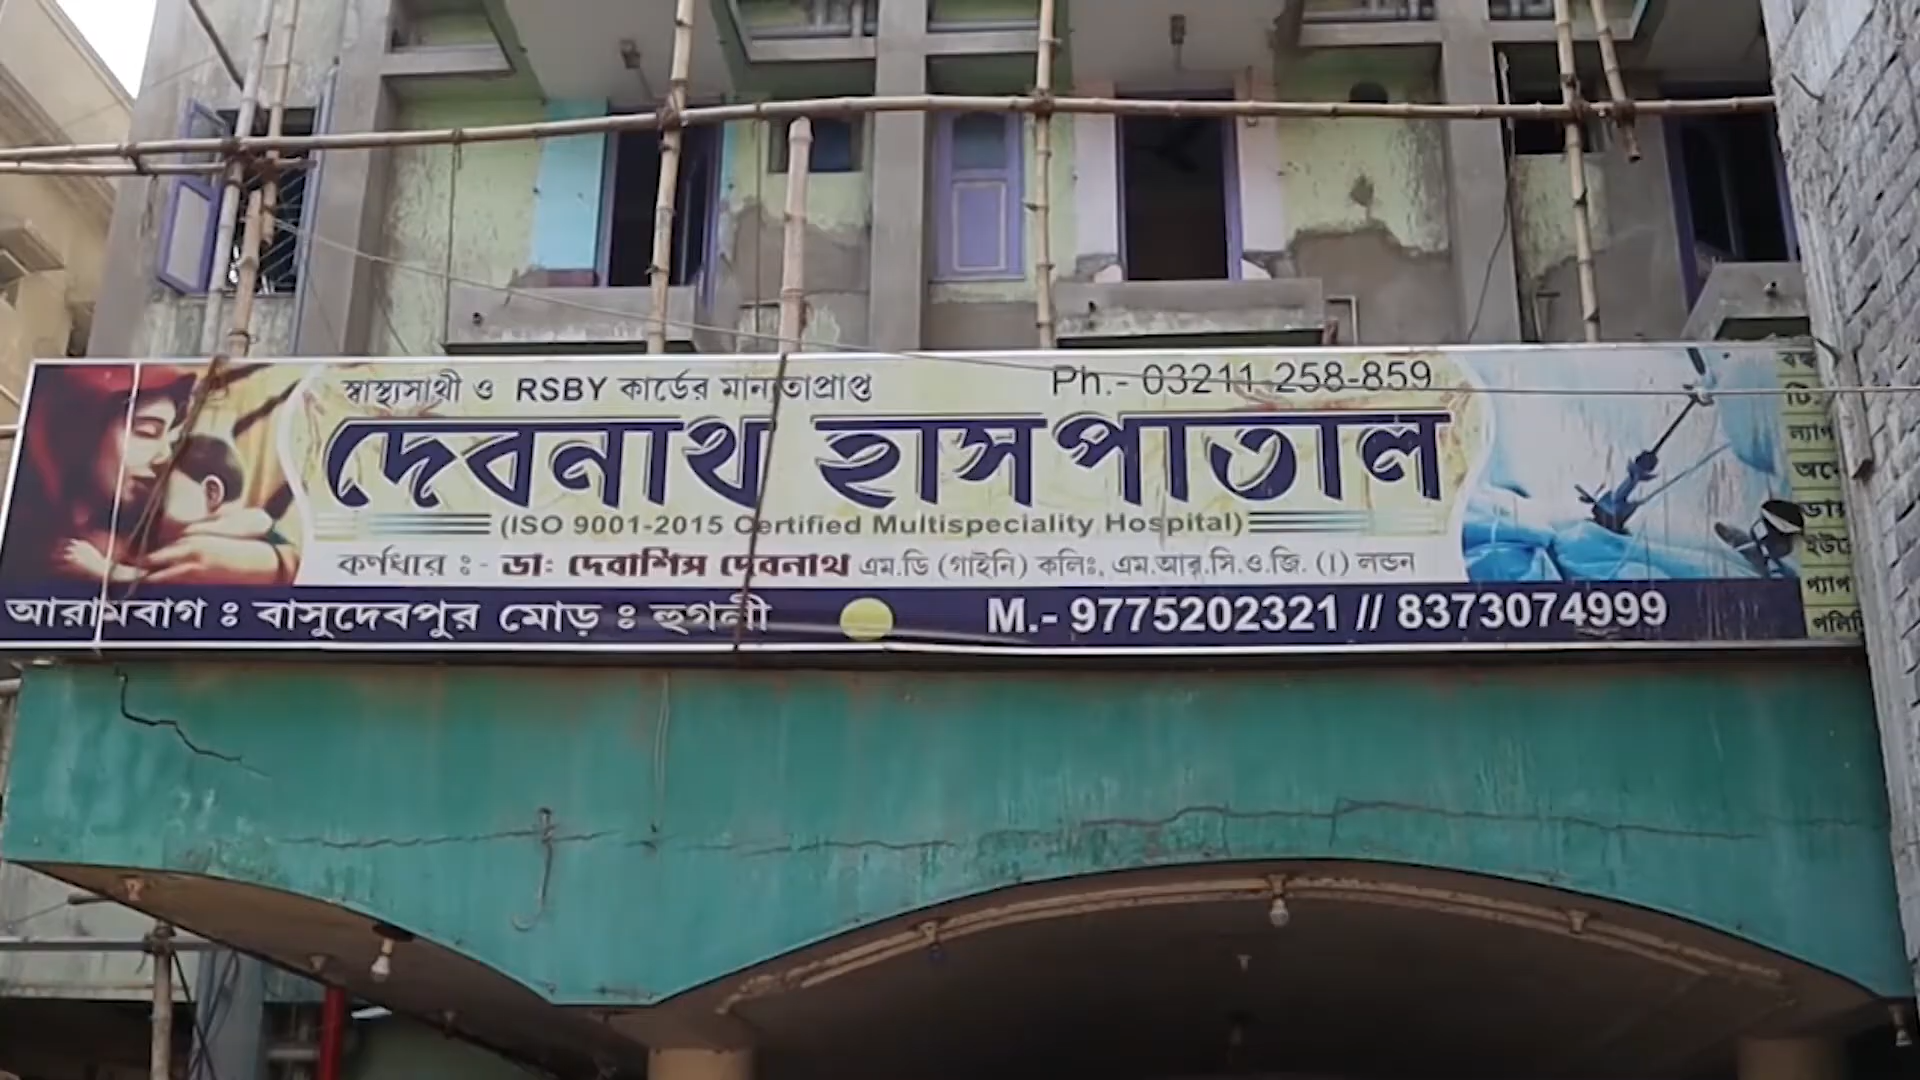 স্বাস্থ্যসাথী ও RSBY কার্ডের মান্যতাপ্রাপ্ত
Ph.- 03211-258-859
দেবনাথ হাসপাতাল
(ISO 9001-2015 Certified Multispeciality Hospital)
কর্ণধার ঃ- ডাঃ দেবাশিস দেবনাথ এম.ডি (গাইনি) কলিঃ, এম.আর.সি.ও.জি. (I) লন্ডন
আরামবাগ ঃ বাসুদেবপুর মোড় ঃ হুগলী
M.- 9775202321 // 8373074999